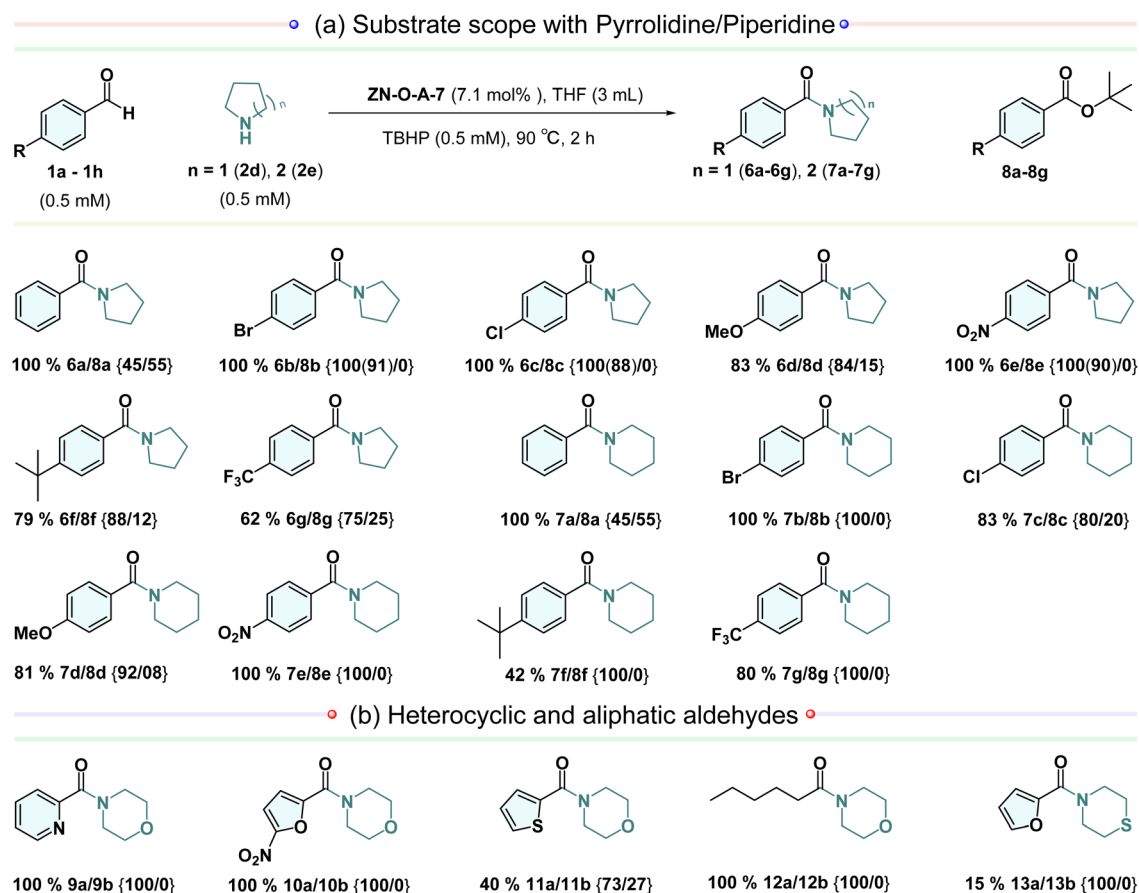 (a) Substrate scope with Pyrrolidine/Piperidine
O
H
R
1a - 1h
(0.5 mM)
n
N
H
n = 1 (2d), 2 (2e)
(0.5 mM)
ZN-O-A-7 (7.1 mol% ), THF (3 mL)
TBHP (0.5 mM), 90 °C, 2 h
O
N
n
R
n = 1 (6a-6g), 2 (7a-7g)
O
O
R
8a-8g
O
N
100 % 6a/8a {45/55}
O
N
Br
100 % 6b/8b {100(91)/0}
O
N
Cl
100 % 6c/8c {100(88)/0}
O
N
MeO
83 % 6d/8d {84/15}
O
N
O2N
100 % 6e/8e {100(90)/0}
O
N
79 % 6f/8f {88/12}
O
N
F3C
62 % 6g/8g {75/25}
O
N
100 % 7a/8a {45/55}
O
N
Br
100 % 7b/8b {100/0}
O
N
Cl
83 % 7c/8c {80/20}
O
N
MeO
81 % 7d/8d {92/08}
O
N
O2N
100 % 7e/8e {100/0}
O
N
42 % 7f/8f {100/0}
O
N
F3C
80 % 7g/8g {100/0}
(b) Heterocyclic and aliphatic aldehydes
O
N
N
O
100 % 9a/9b {100/0}
O
N
O
O
O2N
100 % 10a/10b {100/0}
O
N
S
O
40 % 11a/11b {73/27}
O
N
O
100 % 12a/12b {100/0}
O
N
O
S
15 % 13a/13b {100/0}